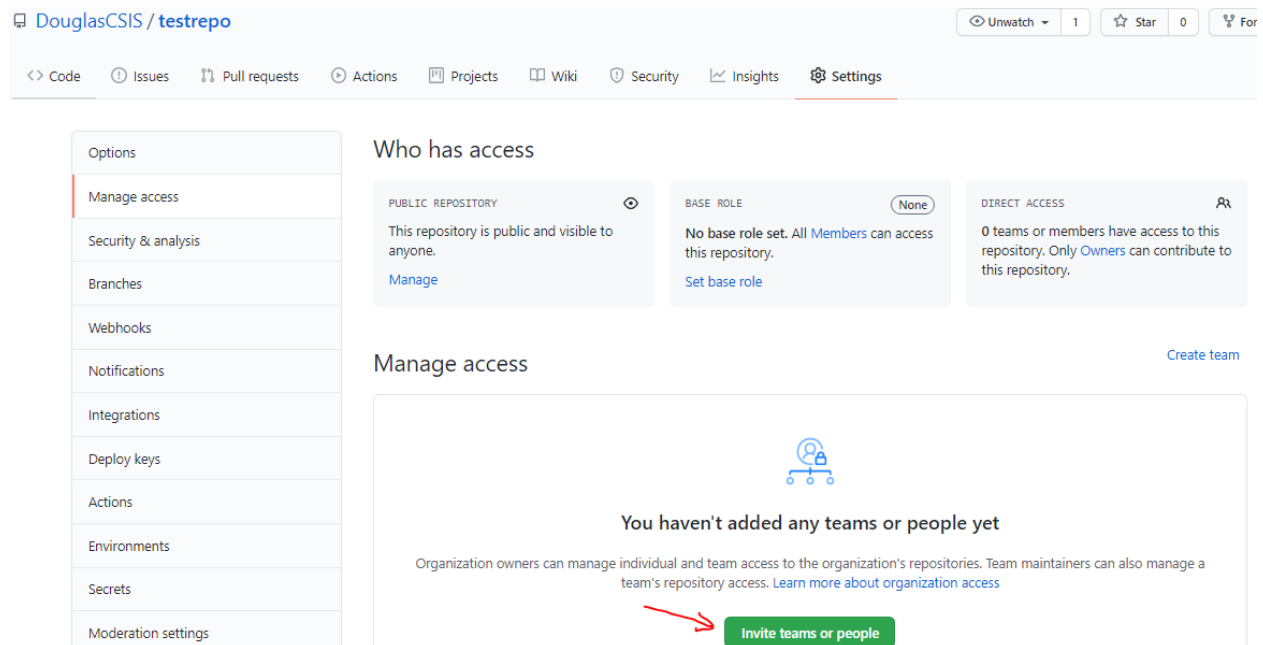 DouglasCSIS / testrepo
Unwatch 1 Star 0 For
Code Issues Pull requests Actions Projects Wiki Security Insights Settings
Options
Manage access
Security & analysis
Branches
Webhooks
Notifications
Integrations
Deploy keys
Actions
Environments
Secrets
Moderation settings
Who has access
PUBLIC REPOSITORY
This repository is public and visible to
anyone.
Manage
BASE ROLE None
No base role set. All Members can access
this repository.
Set base role
DIRECT ACCESS
0 teams or members have access to this
repository. Only Owners can contribute to
this repository.
Manage access
Create team
You haven't added any teams or people yet
Organization owners can manage individual and team access to the organization's repositories. Team maintainers can also manage a
team's repository access. Learn more about organization access
Invite teams or people